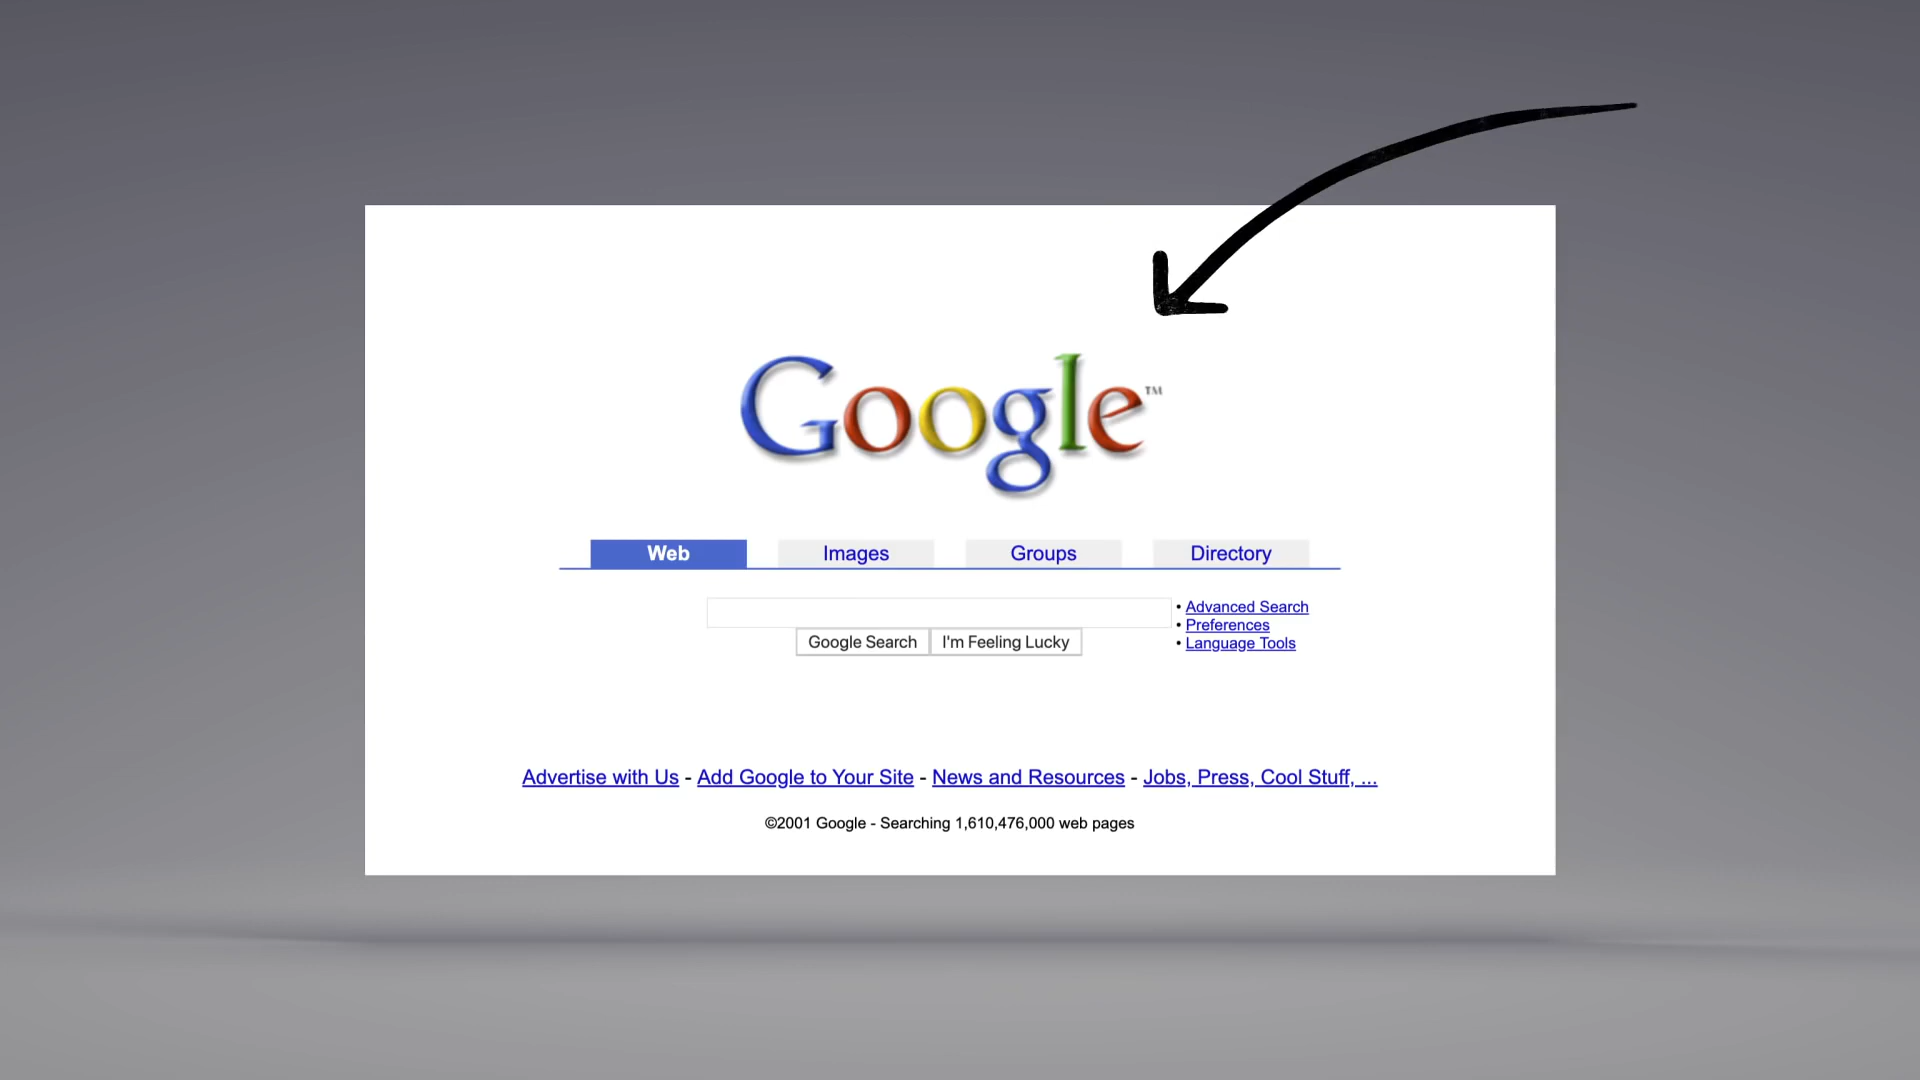 Google™
Web Images Groups Directory
• Advanced Search
• Preferences
• Language Tools
Google Search I'm Feeling Lucky
Advertise with Us - Add Google to Your Site - News and Resources - Jobs, Press, Cool Stuff, ...
©2001 Google - Searching 1,610,476,000 web pages